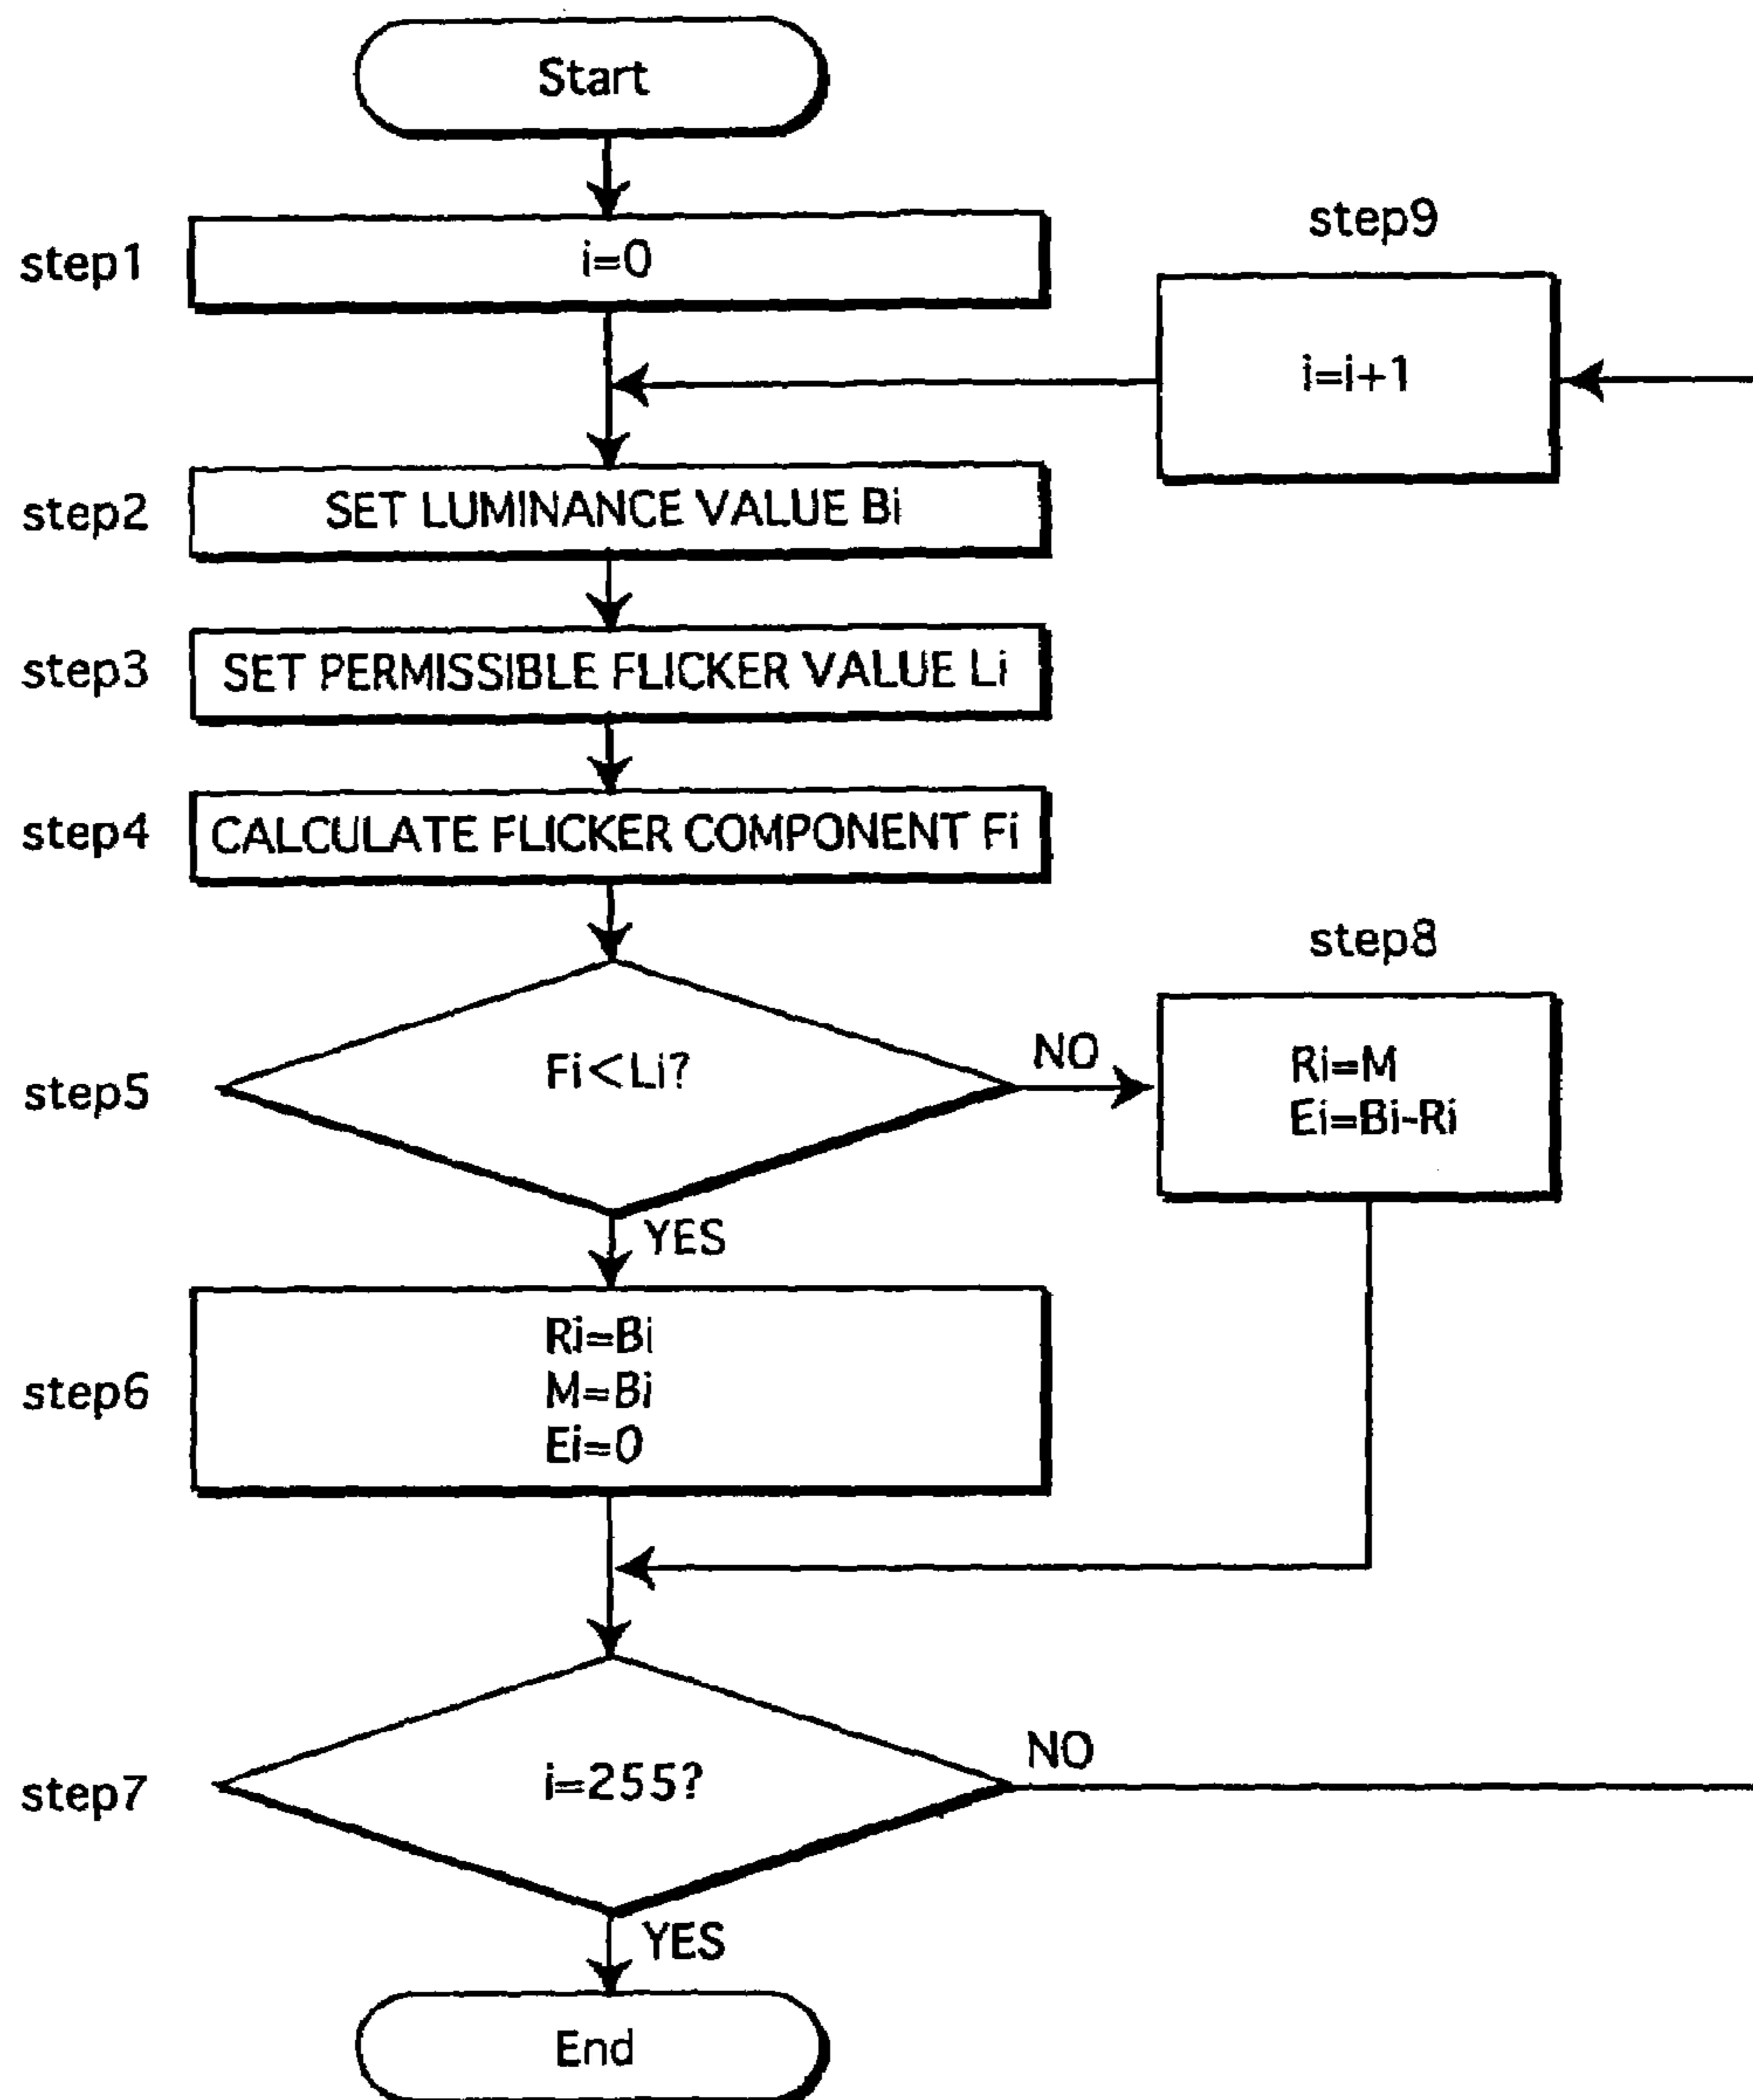 Start
step1
i=0
step9
i=i+1
step2
SET LUMINANCE VALUE Bi
step3
SET PERMISSIBLE FLICKER VALUE Li
step4
CALCULATE FLICKER COMPONENT Fi
step5
Fi<Li?
NO
step8
Ri=M
Ei=Bi-Ri
YES
step6
Ri=Bi
M=Bi
Ei=0
step7
i=255?
NO
YES
End